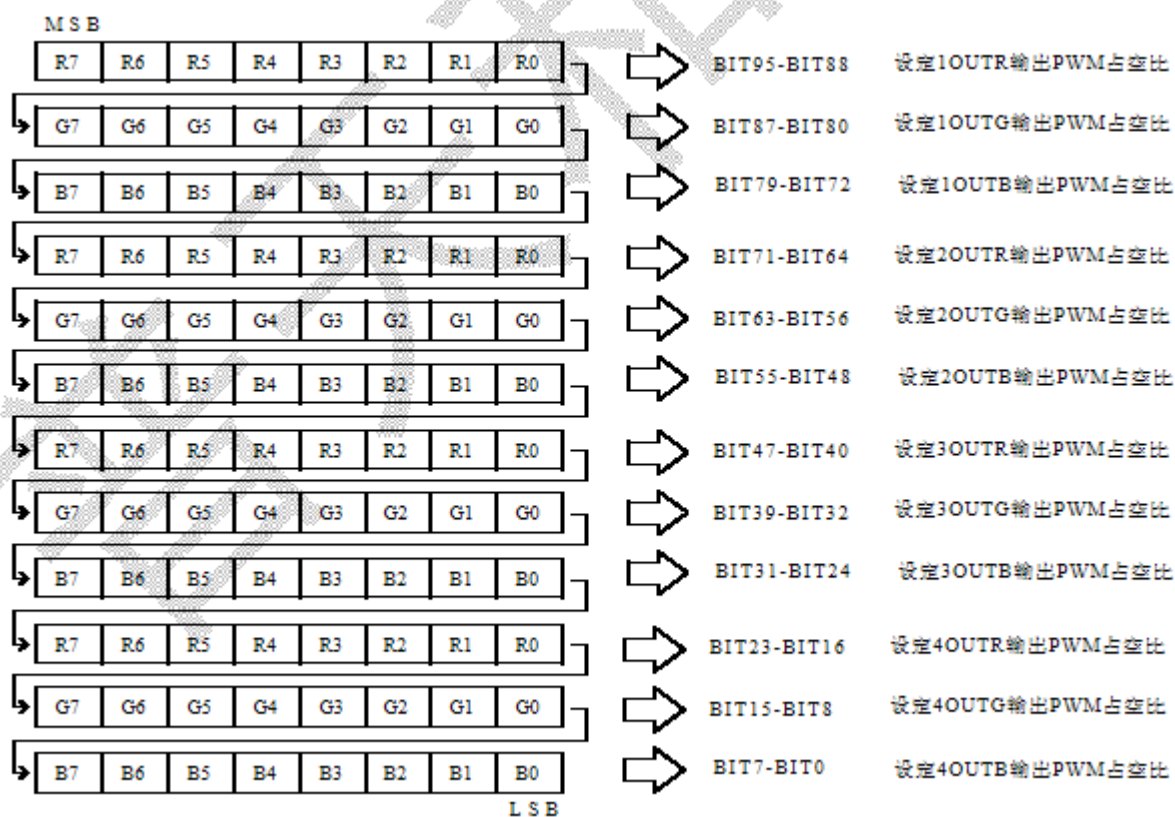 MSB
R7 R6 R5 R4 R3 R2 R1 R0 BIT95-BIT88 设定1OUTR输出PWM占空比
G7 G6 G5 G4 G3 G2 G1 G0 BIT87-BIT80 设定1OUTG输出PWM占空比
B7 B6 B5 B4 B3 B2 B1 B0 BIT79-BIT72 设定1OUTB输出PWM占空比
R7 R6 R5 R4 R3 R2 R1 R0 BIT71-BIT64 设定2OUTR输出PWM占空比
G7 G6 G5 G4 G3 G2 G1 G0 BIT63-BIT56 设定2OUTG输出PWM占空比
B7 B6 B5 B4 B3 B2 B1 B0 BIT55-BIT48 设定2OUTB输出PWM占空比
R7 R6 R5 R4 R3 R2 R1 R0 BIT47-BIT40 设定3OUTR输出PWM占空比
G7 G6 G5 G4 G3 G2 G1 G0 BIT39-BIT32 设定3OUTG输出PWM占空比
B7 B6 B5 B4 B3 B2 B1 B0 BIT31-BIT24 设定3OUTB输出PWM占空比
R7 R6 R5 R4 R3 R2 R1 R0 BIT23-BIT16 设定4OUTR输出PWM占空比
G7 G6 G5 G4 G3 G2 G1 G0 BIT15-BIT8 设定4OUTG输出PWM占空比
B7 B6 B5 B4 B3 B2 B1 B0 BIT7-BIT0 设定4OUTB输出PWM占空比
LSB